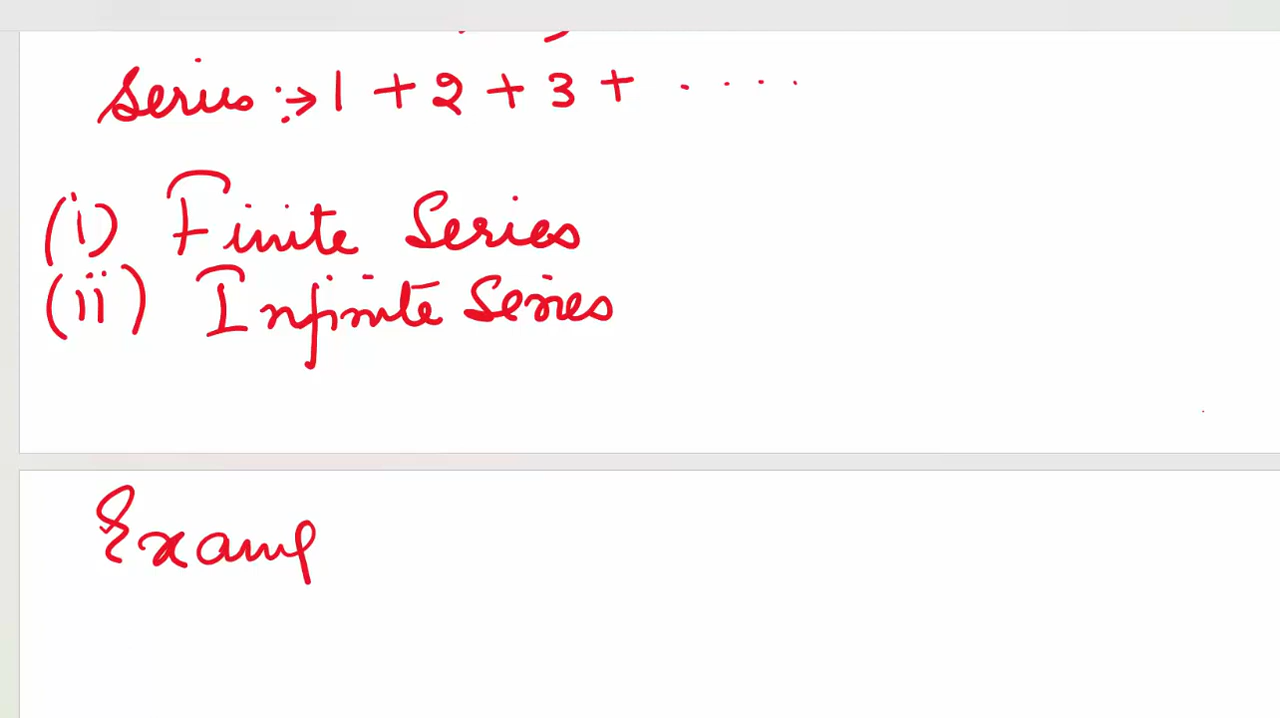 Series :→ 1 + 2 + 3 + .....
(i) Finite Series
(ii) Infinite Series
Examp